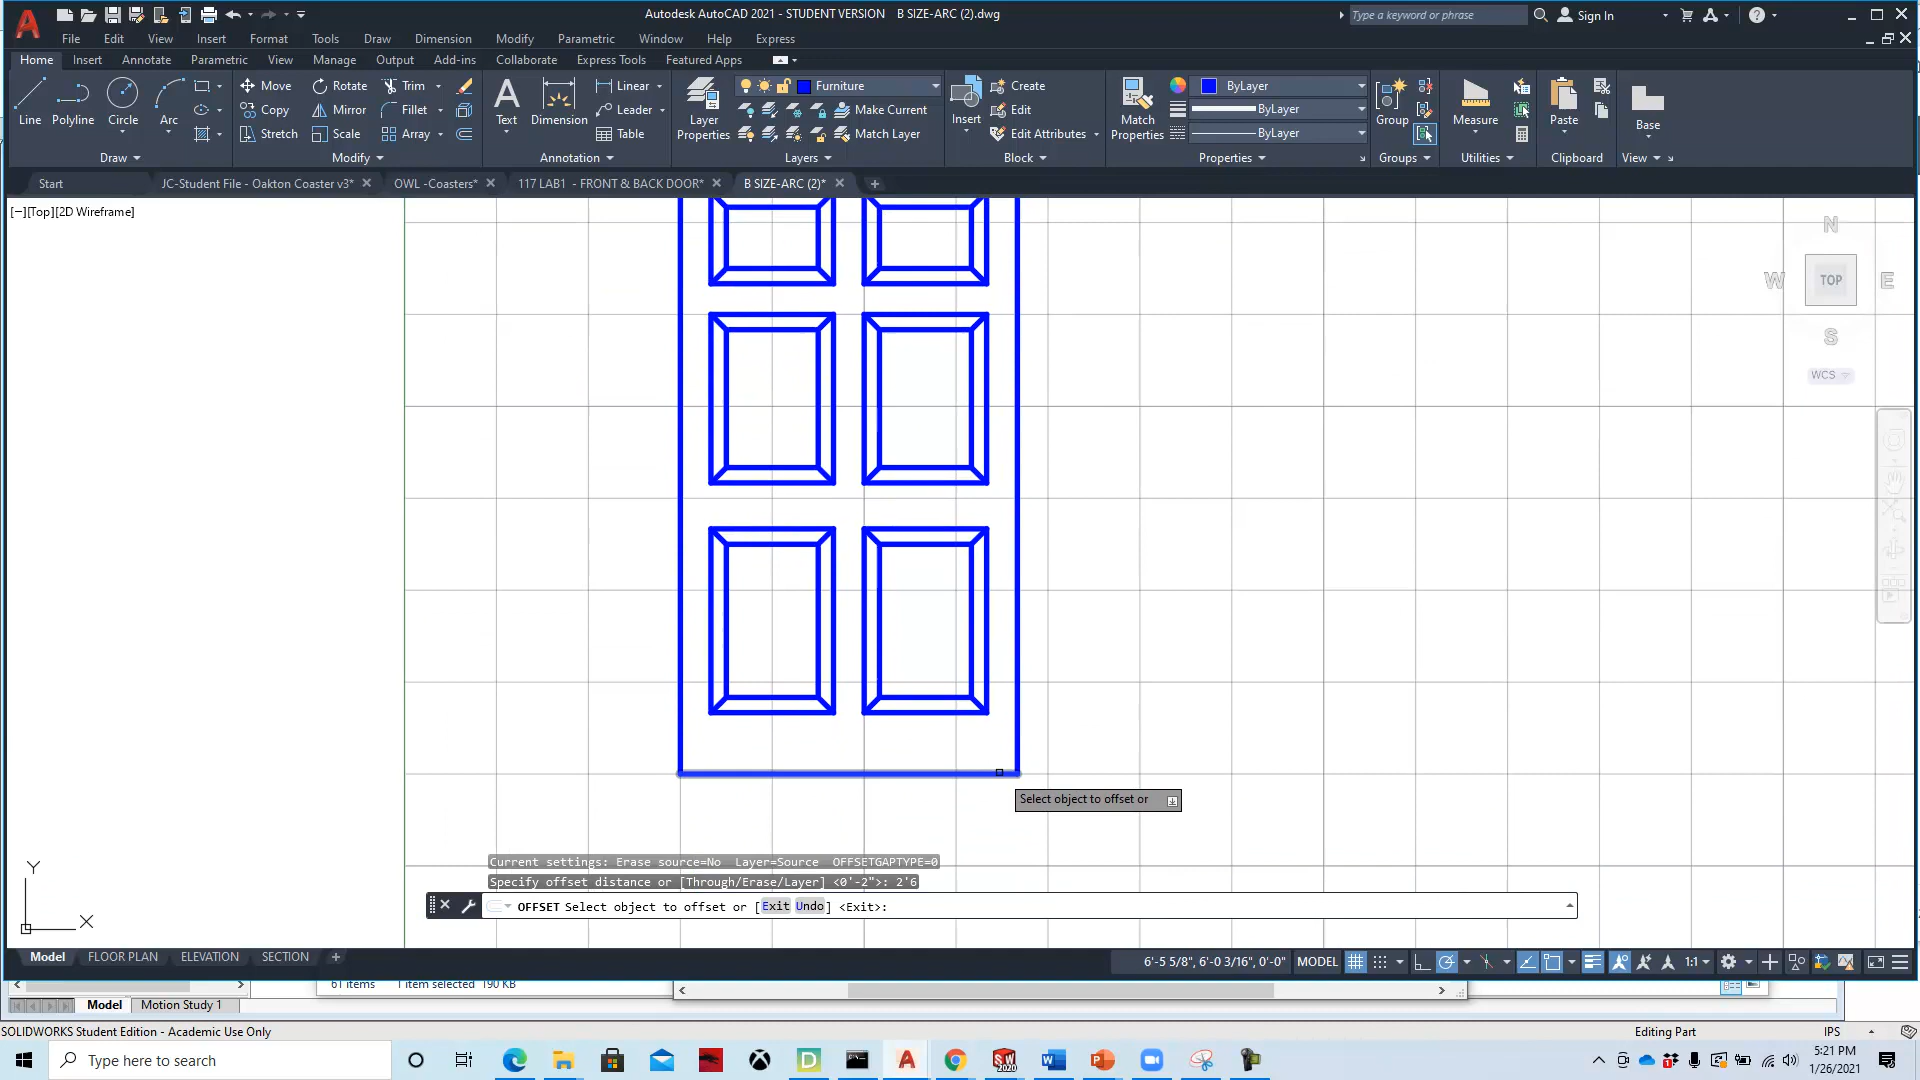 Autodesk AutoCAD 2021 - STUDENT VERSION B SIZE-ARC (2).dwg
Type a keyword or phrase
Sign In
File Edit View Insert Format Tools Draw Dimension Modify Parametric Window Help Express
Home Insert Annotate Parametric View Manage Output Add-ins Collaborate Express Tools Featured Apps
Line Polyline Circle Arc
Draw
Move Rotate Trim
Copy Mirror Fillet
Stretch Scale Array
Modify
Text Dimension
Linear
Leader
Table
Annotation
Layer Properties
Furniture
Make Current
Match Layer
Layers
Insert
Create
Edit
Edit Attributes
Block
Match Properties
ByLayer
ByLayer
ByLayer
Properties
Group
Groups
Measure
Utilities
Paste
Clipboard
Base
View
Start JC-Student File - Oakton Coaster v3* OWL -Coasters* 117 LAB1 - FRONT & BACK DOOR* B SIZE-ARC (2)*
[−][Top][2D Wireframe]
N
W TOP E
S
WCS
Select object to offset or
Current settings: Erase source=No Layer=Source OFFSETGAPTYPE=0
Specify offset distance or [Through/Erase/Layer] <0'-2">: 2'6
OFFSET Select object to offset or [Exit Undo] <Exit>:
Y
X
Model FLOOR PLAN ELEVATION SECTION
6'-5 5/8", 6'-0 3/16", 0'-0" MODEL 1:1
61 items 1 item selected 190 KB
Model Motion Study 1
SOLIDWORKS Student Edition - Academic Use Only
Editing Part IPS
Type here to search
5:21 PM
1/26/2021